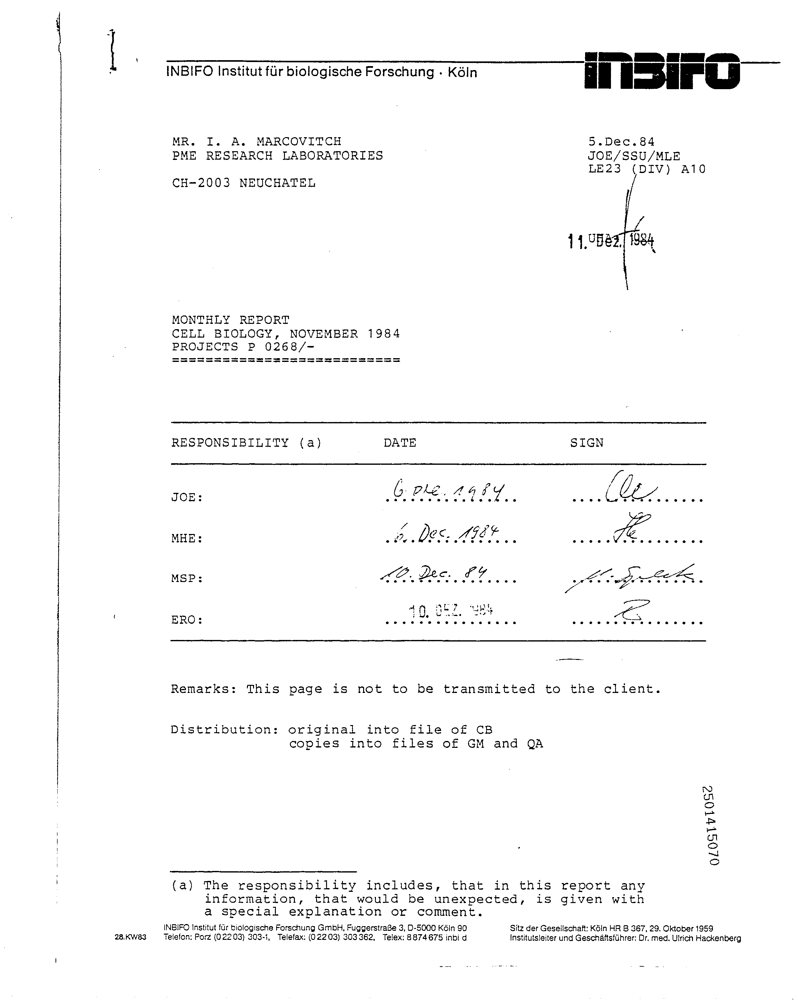 INBIFO Institut für biologische Forschung · Köln
INBIFO
MR. I. A. MARCOVITCH
PME RESEARCH LABORATORIES
CH-2003 NEUCHATEL
5.Dec.84
JOE/SSU/MLE
LE23 (DIV) A10
11. Dez. 1984
MONTHLY REPORT
CELL BIOLOGY, NOVEMBER 1984
PROJECTS P 0268/-
===========================
RESPONSIBILITY (a) DATE SIGN
JOE: 6 Dec. 1984
MHE: 6. Dec. 1984 He
MSP: 10. Dec. 84
ERO: 10. DEZ. 1984
Remarks: This page is not to be transmitted to the client.
Distribution: original into file of CB
copies into files of GM and QA
2501415070
(a) The responsibility includes, that in this report any
information, that would be unexpected, is given with
a special explanation or comment.
28.KW83
INBIFO Institut für biologische Forschung GmbH, Fuggerstraße 3, D-5000 Köln 90
Telefon: Porz (02203) 303-1, Telefax: (02203) 303362, Telex: 8874675 inbi d
Sitz der Gesellschaft: Köln HR B 367, 29. Oktober 1959
Institutsleiter und Geschäftsführer: Dr. med. Ulrich Hackenberg